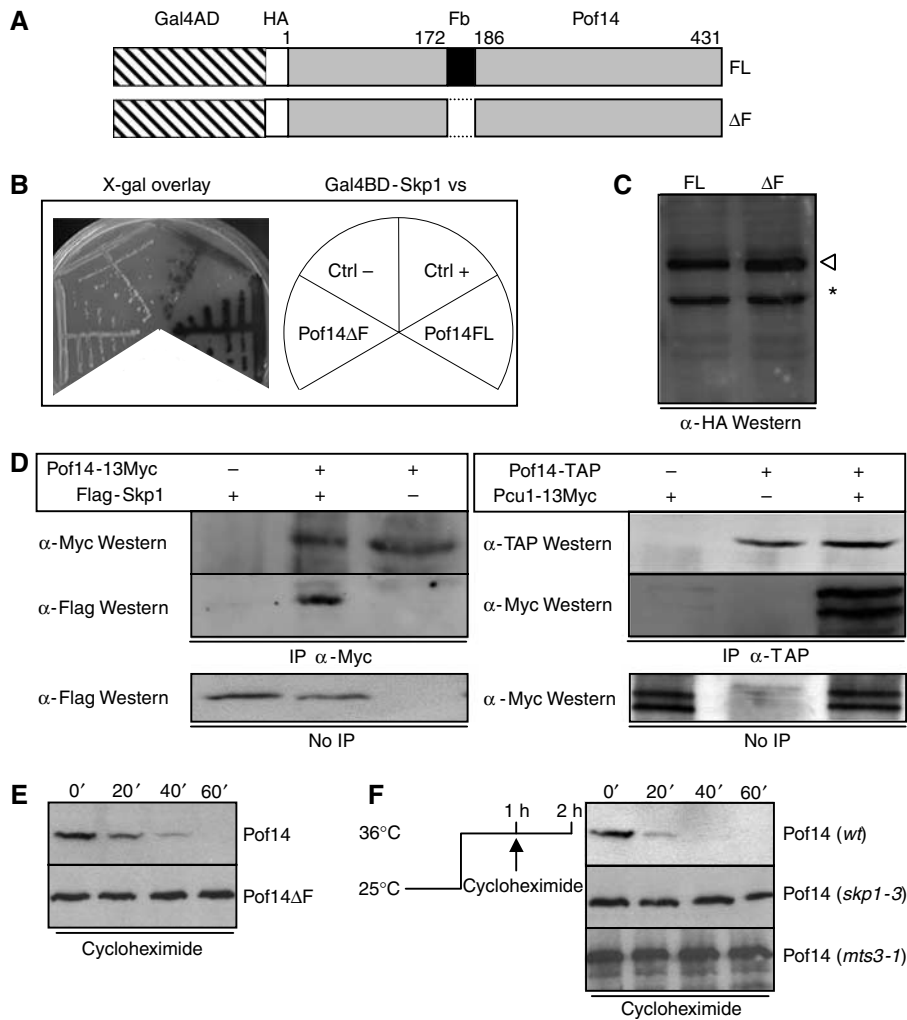 A
Gal4AD HA Fb Pof14
1 172 186 431
FL
ΔF
B
X-gal overlay Gal4BD-Skp1 vs
Ctrl – Ctrl +
Pof14ΔF Pof14FL
C
FL ΔF
*
α-HA Western
D
Pof14-13Myc – + +
Flag-Skp1 + + –
α-Myc Western
α-Flag Western
IP α-Myc
α-Flag Western
No IP
Pof14-TAP – + +
Pcu1-13Myc + – +
α-TAP Western
α-Myc Western
IP α-TAP
α-Myc Western
No IP
E
0′ 20′ 40′ 60′
Pof14
Pof14ΔF
Cycloheximide
F
1 h 2 h
36°C
25°C
Cycloheximide
0′ 20′ 40′ 60′
Pof14 (wt)
Pof14 (skp1-3)
Pof14 (mts3-1)
Cycloheximide